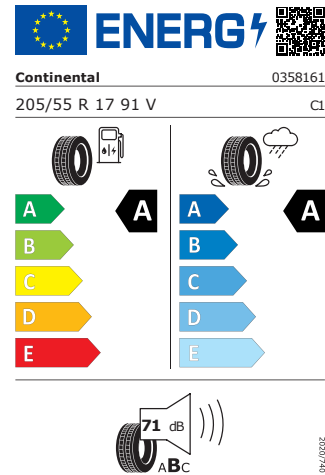 ENERG
Continental 0358161
205/55 R 17 91 V C1
A A A A
B B
C C
D D
E E
71 dB
ABC
2020/740